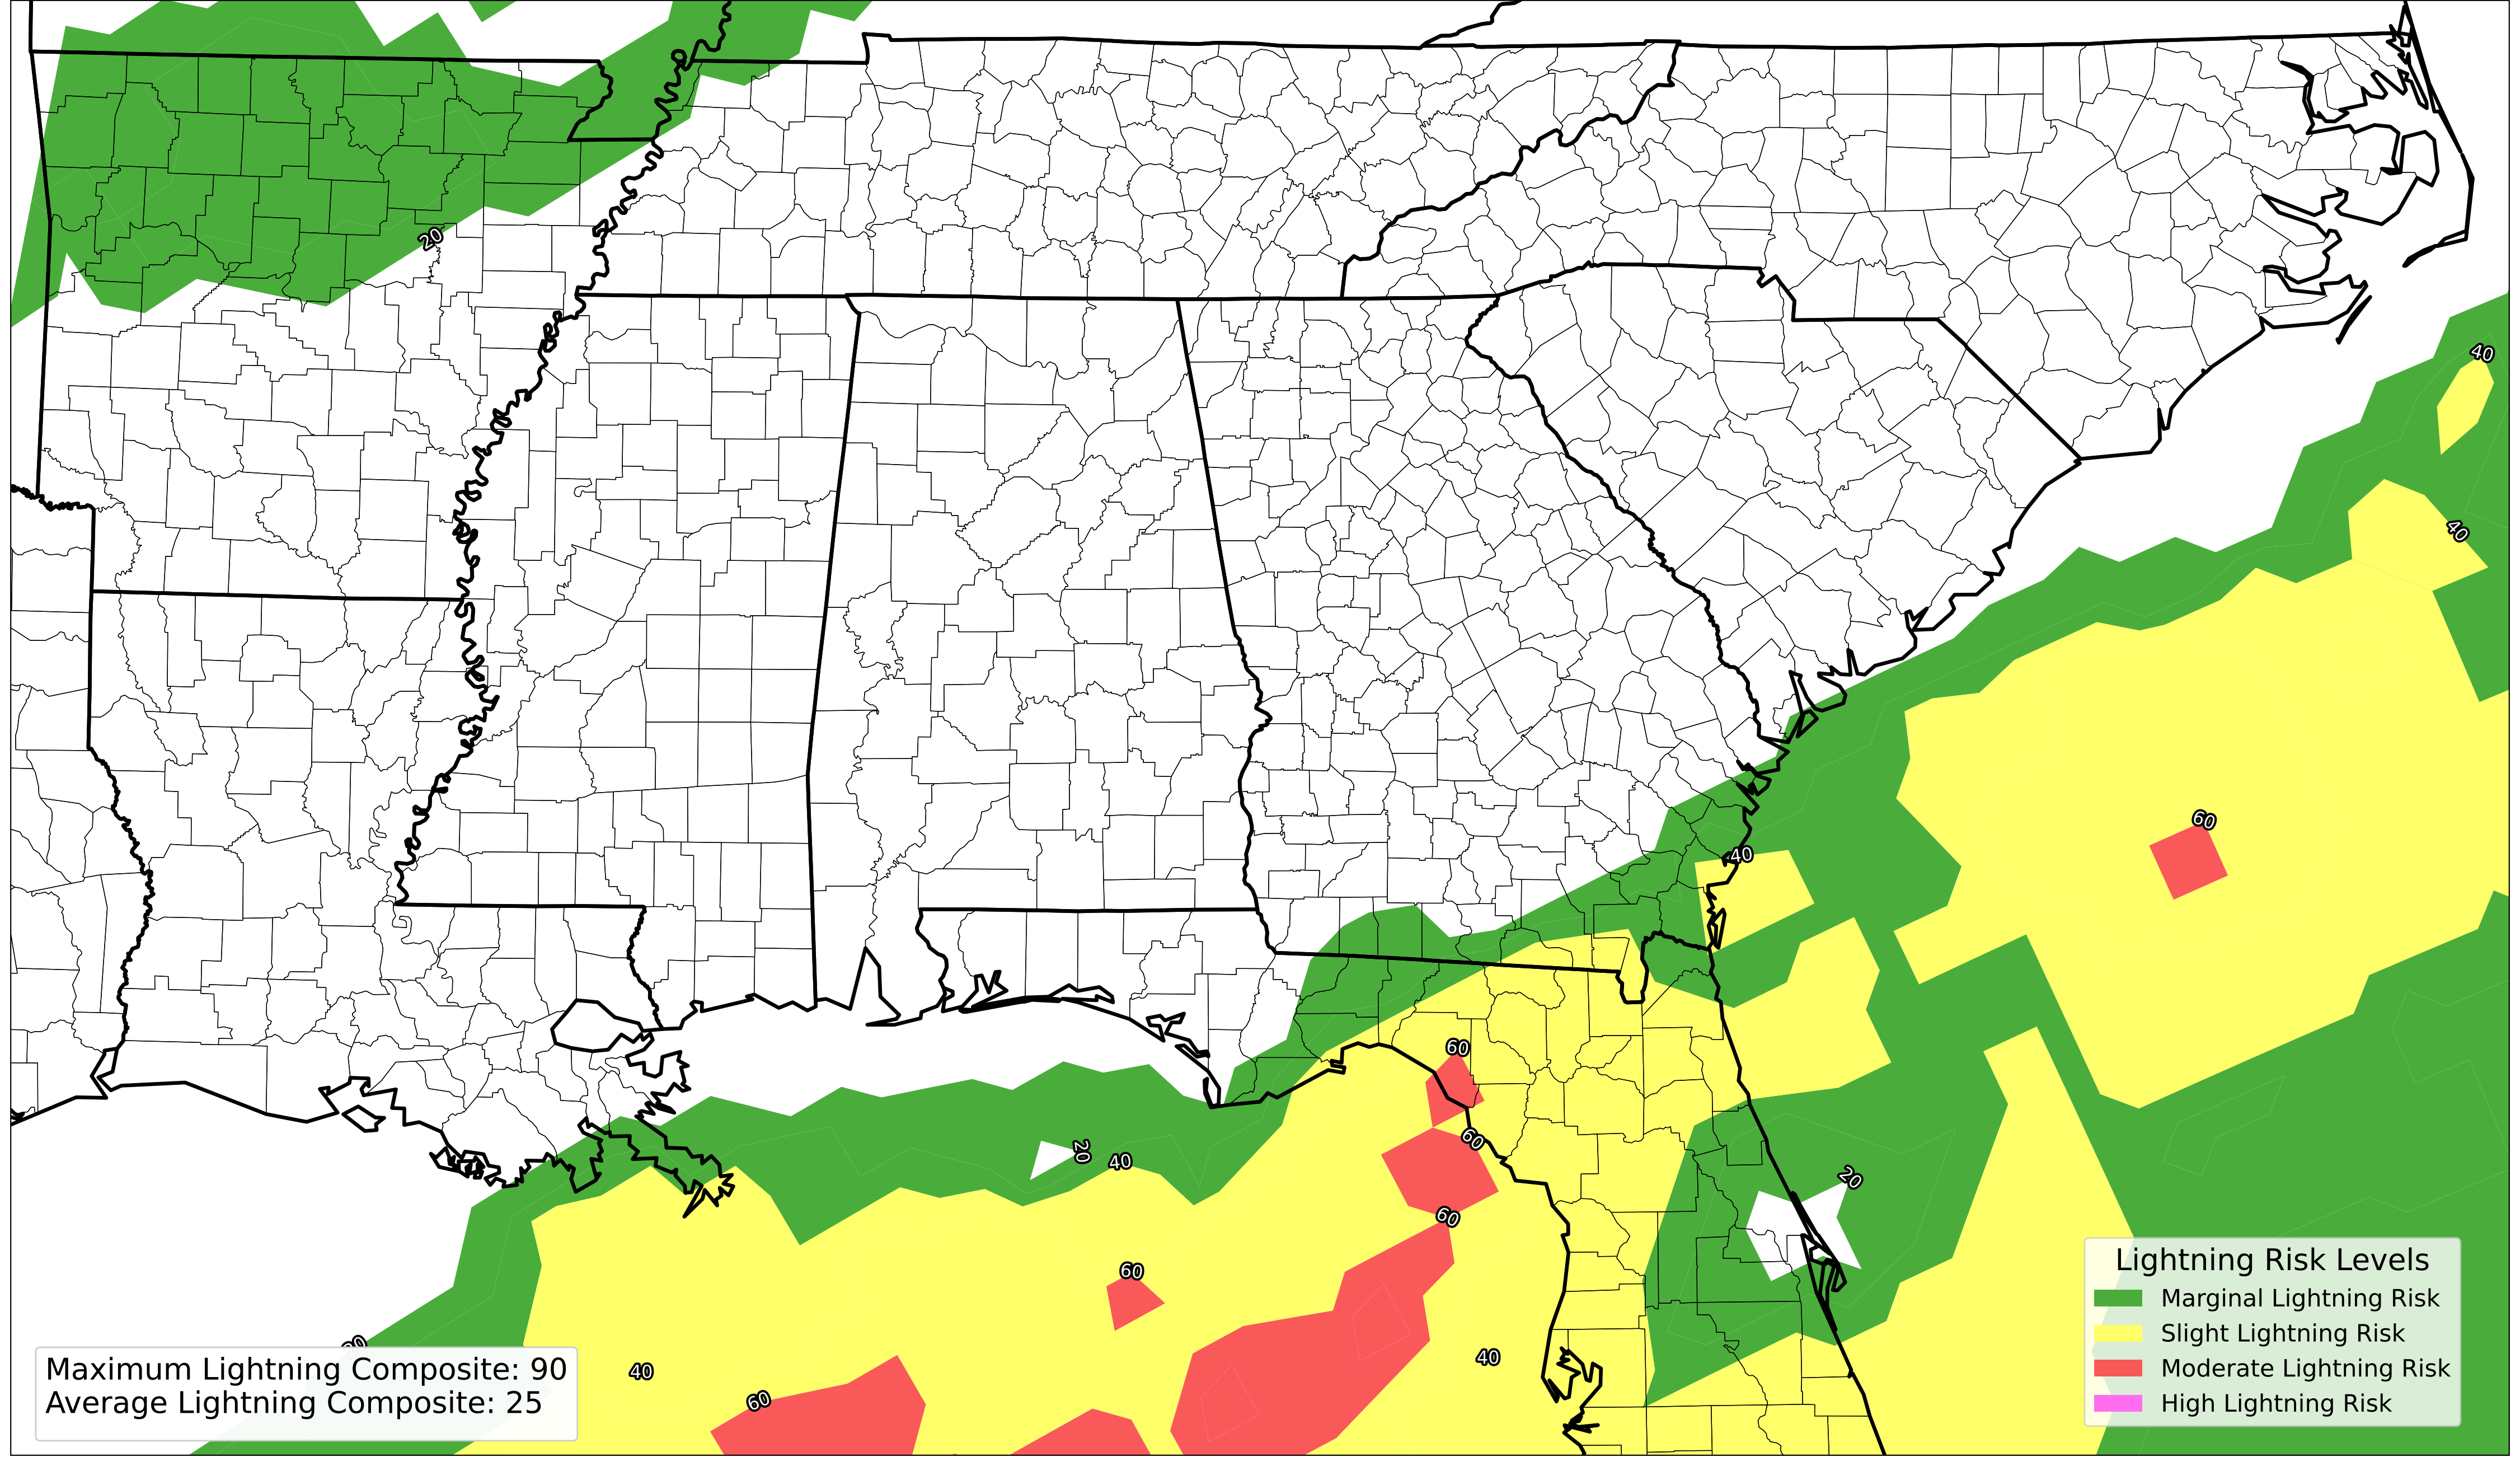 20
40
40
60
40
60
60
20
40
20
60
60
40
40
60
Maximum Lightning Composite: 90
Average Lightning Composite: 25
Lightning Risk Levels
Marginal Lightning Risk
Slight Lightning Risk
Moderate Lightning Risk
High Lightning Risk